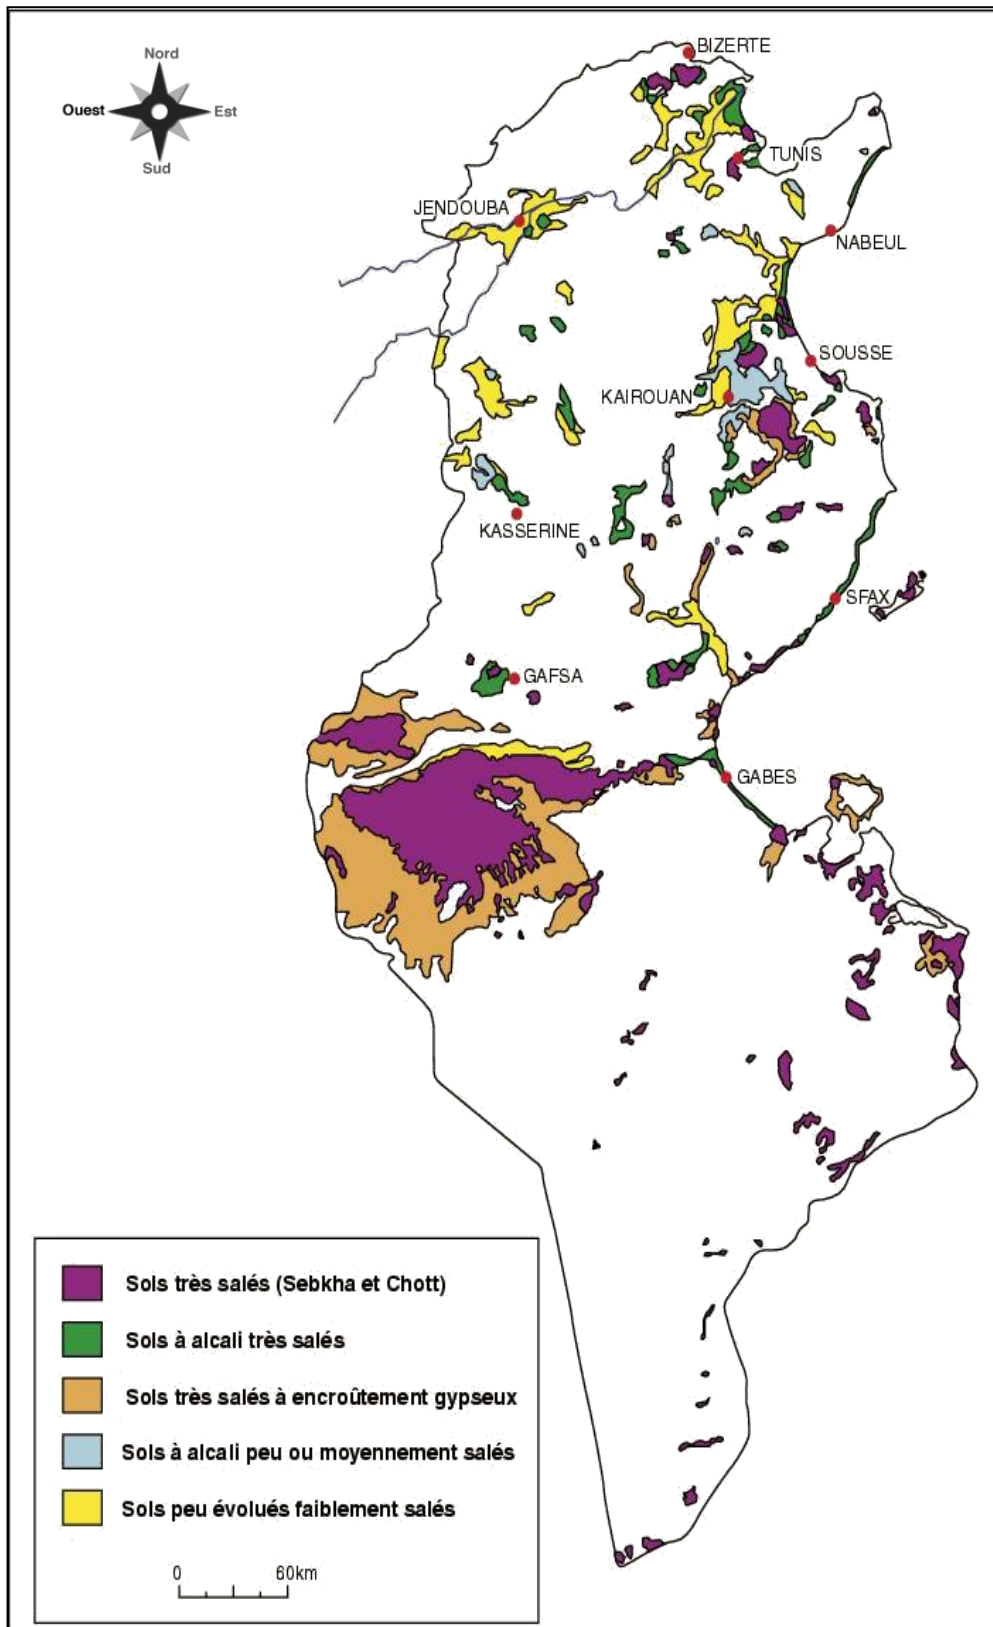 Nord
Ouest
Est
Sud
BIZERTE
TUNIS
JENDOUBA
NABEUL
SOUSSE
KAIROUAN
KASSERINE
SFAX
GAFSA
GABES
Sols très salés (Sebkha et Chott)
Sols à alcali très salés
Sols très salés à encroûtement gypseux
Sols à alcali peu ou moyennement salés
Sols peu évolués faiblement salés
0 60km